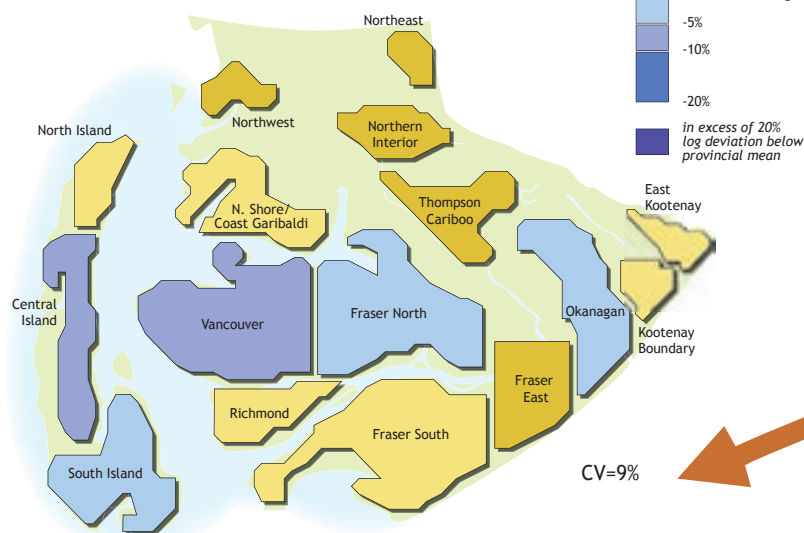 -5%
-10%
-20%
in excess of 20%
log deviation below
provincial mean
Northeast
Northwest
North Island
Northern
Interior
N. Shore/
Coast Garibaldi
Thompson
Cariboo
East
Kootenay
Central
Island
Vancouver
Fraser North
Okanagan
Kootenay
Boundary
Richmond
Fraser
East
Fraser South
South Island
CV=9%